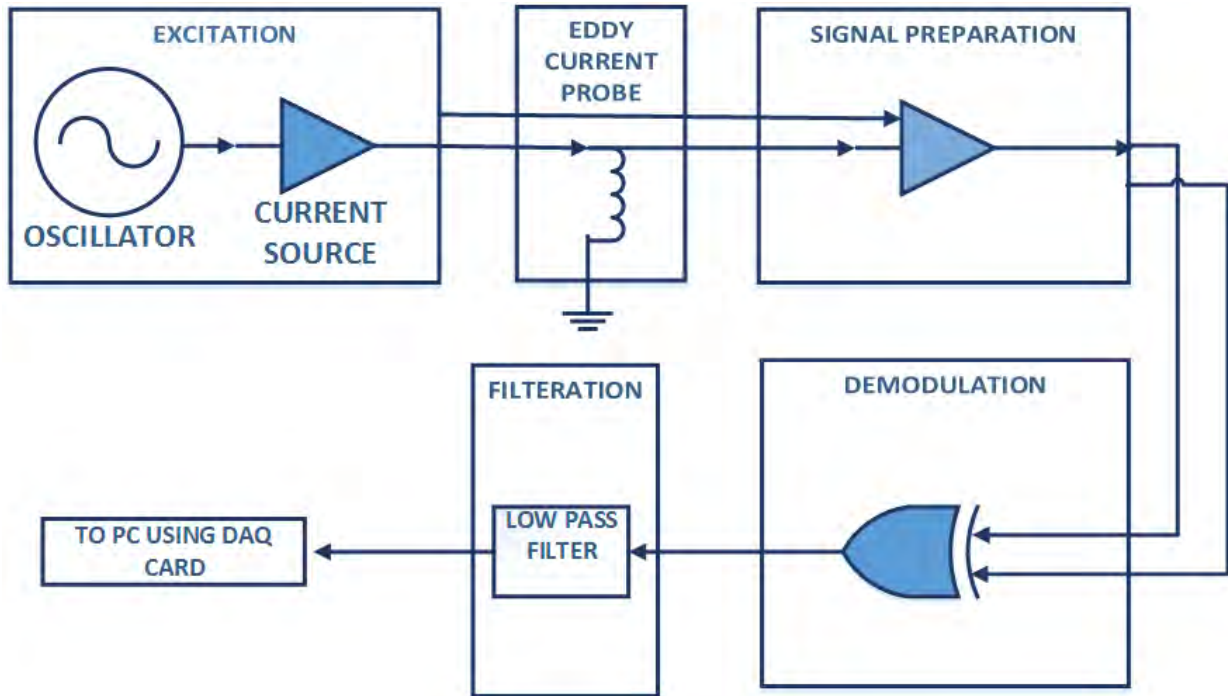 EXCITATION
OSCILLATOR
CURRENT
SOURCE
EDDY
CURRENT
PROBE
SIGNAL PREPARATION
DEMODULATION
FILTERATION
LOW PASS
FILTER
TO PC USING DAQ
CARD